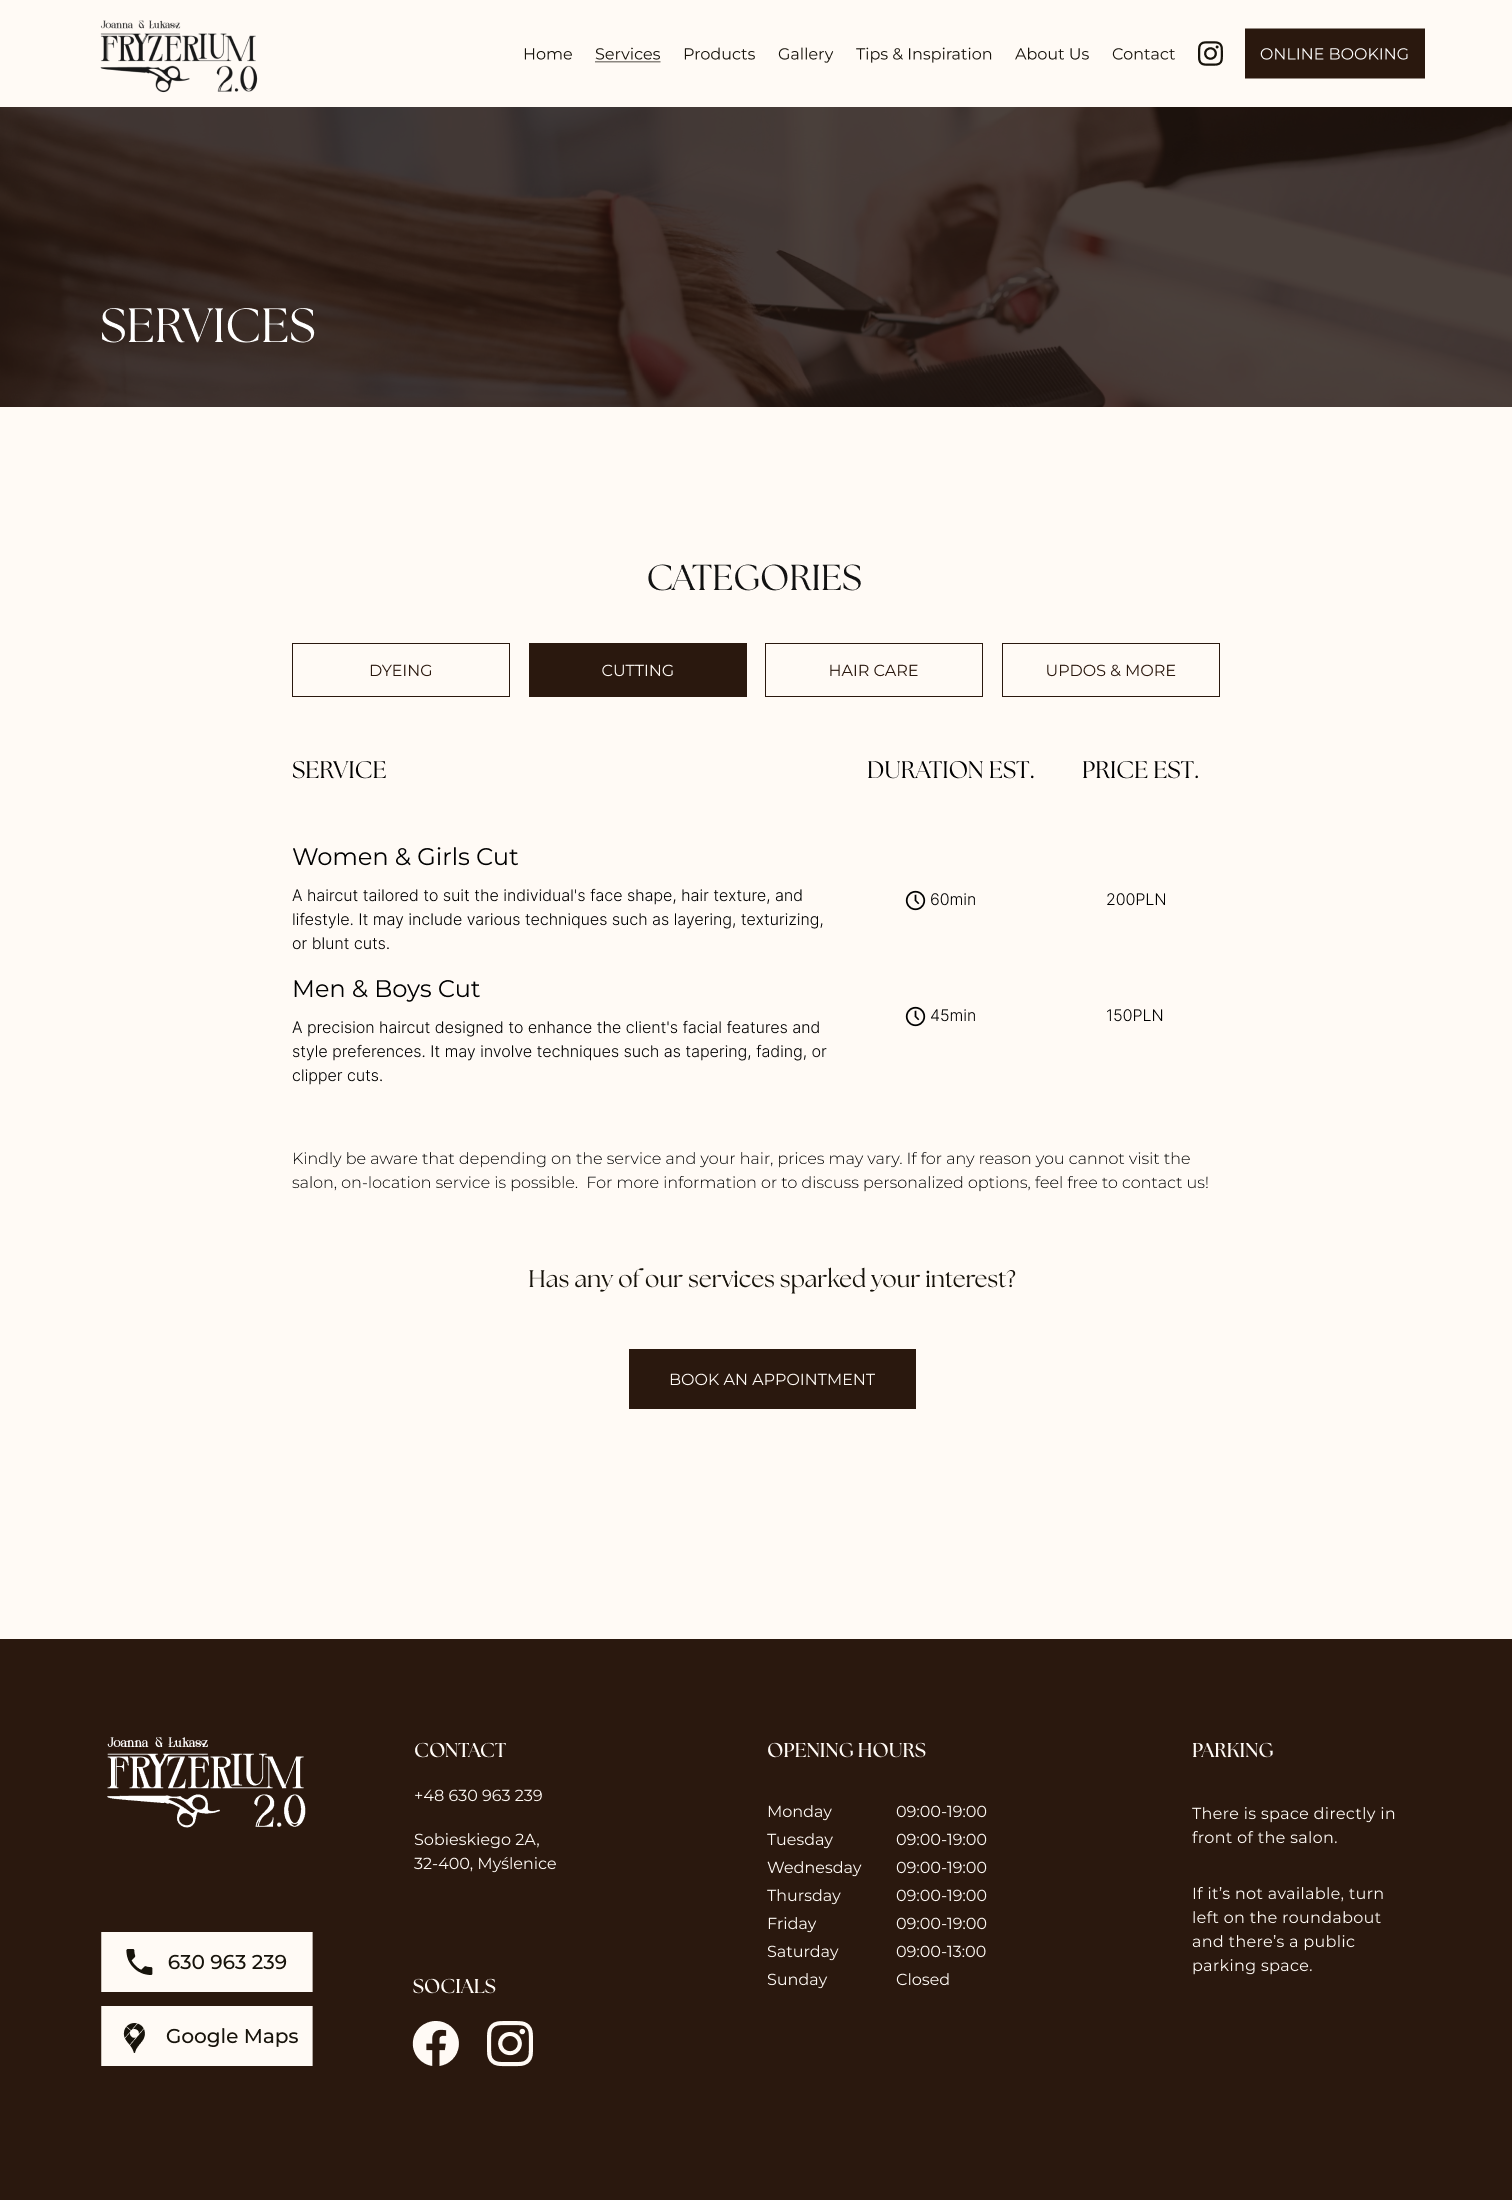 Joanna & Łukasz
FRYZERIUM
2.0
Home Services Products Gallery Tips & Inspiration About Us Contact ONLINE BOOKING
SERVICES
CATEGORIES
DYEING CUTTING HAIR CARE UPDOS & MORE
SERVICE DURATION EST. PRICE EST.
Women & Girls Cut
A haircut tailored to suit the individual's face shape, hair texture, and
lifestyle. It may include various techniques such as layering, texturizing,
or blunt cuts.
60min 200PLN
Men & Boys Cut
A precision haircut designed to enhance the client's facial features and
style preferences. It may involve techniques such as tapering, fading, or
clipper cuts.
45min 150PLN
Kindly be aware that depending on the service and your hair, prices may vary. If for any reason you cannot visit the
salon, on-location service is possible.  For more information or to discuss personalized options, feel free to contact us!
Has any of our services sparked your interest?
BOOK AN APPOINTMENT
Joanna & Łukasz
FRYZERIUM
2.0
630 963 239
Google Maps
CONTACT
+48 630 963 239
Sobieskiego 2A,
32-400, Myślenice
SOCIALS
OPENING HOURS
Monday 09:00-19:00
Tuesday 09:00-19:00
Wednesday 09:00-19:00
Thursday 09:00-19:00
Friday 09:00-19:00
Saturday 09:00-13:00
Sunday Closed
PARKING
There is space directly in
front of the salon.
If it’s not available, turn
left on the roundabout
and there’s a public
parking space.